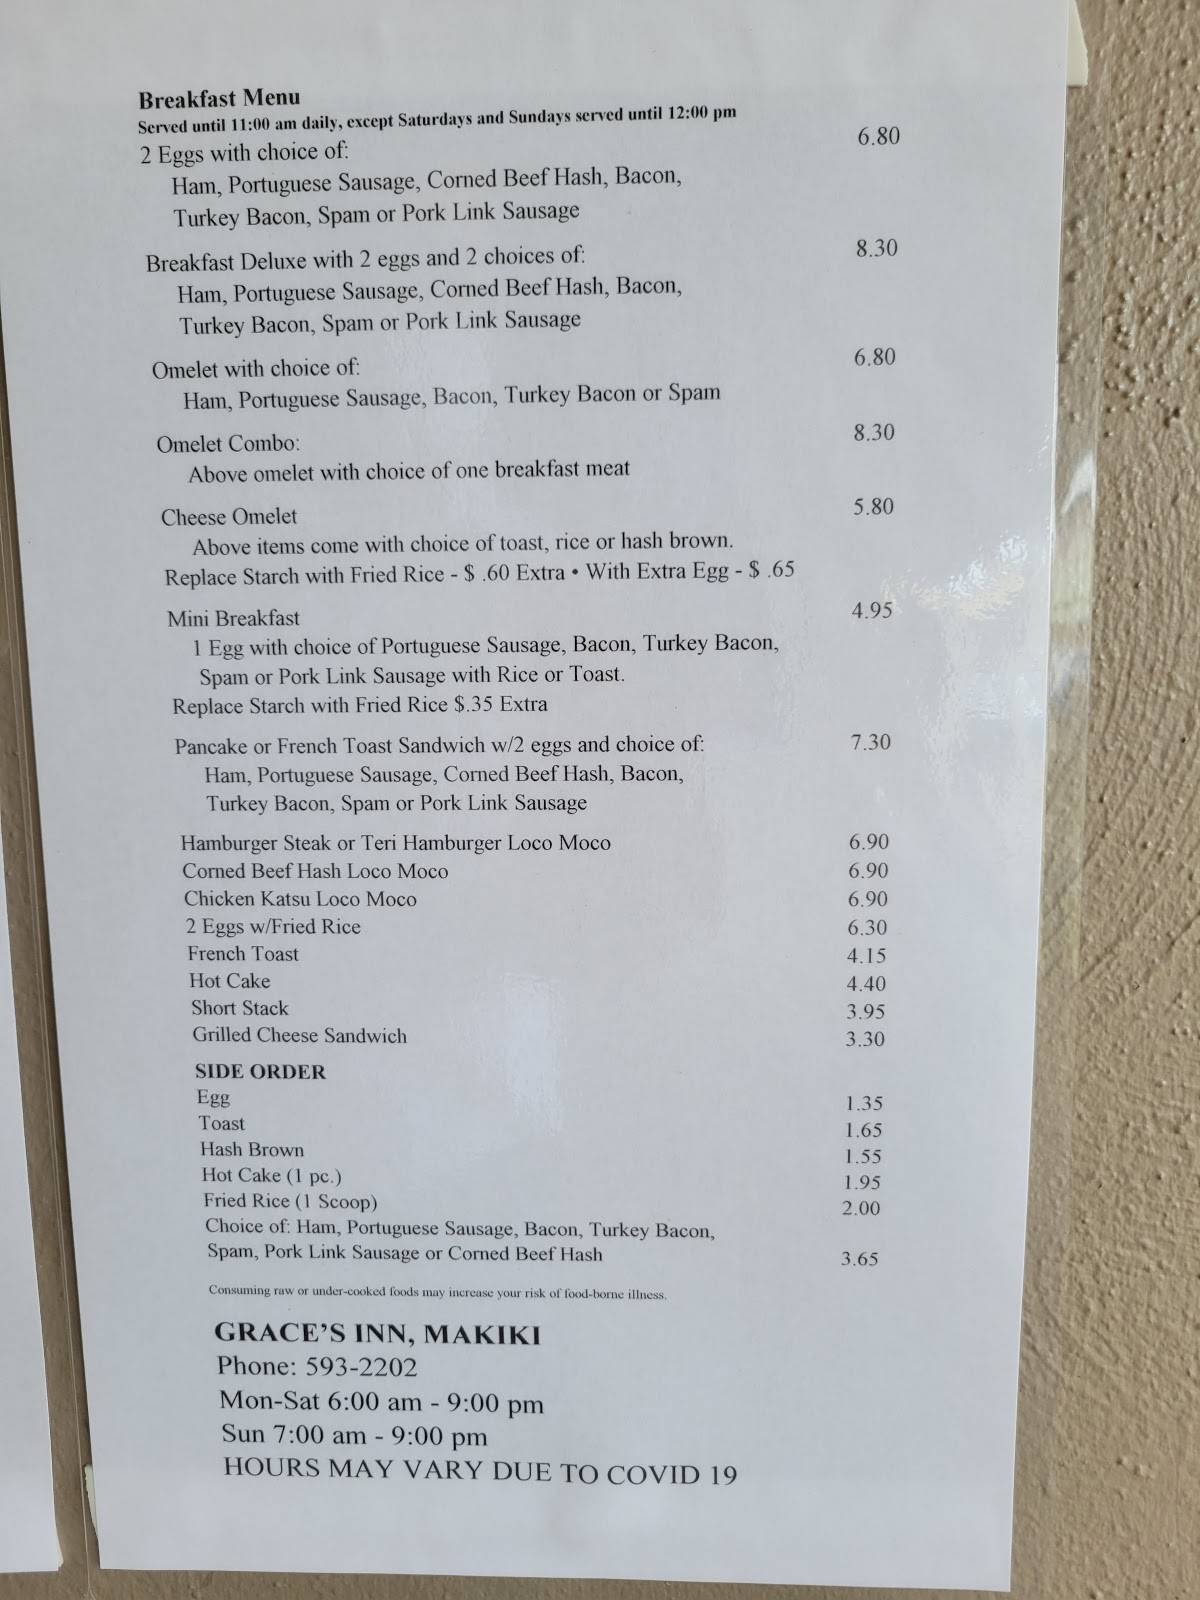 Breakfast Menu
Served until 11:00 am daily, except Saturdays and Sundays served until 12:00 pm
2 Eggs with choice of: 6.80
Ham, Portuguese Sausage, Corned Beef Hash, Bacon,
Turkey Bacon, Spam or Pork Link Sausage
Breakfast Deluxe with 2 eggs and 2 choices of: 8.30
Ham, Portuguese Sausage, Corned Beef Hash, Bacon,
Turkey Bacon, Spam or Pork Link Sausage
Omelet with choice of: 6.80
Ham, Portuguese Sausage, Bacon, Turkey Bacon or Spam
Omelet Combo: 8.30
Above omelet with choice of one breakfast meat
Cheese Omelet 5.80
Above items come with choice of toast, rice or hash brown.
Replace Starch with Fried Rice - $ .60 Extra • With Extra Egg - $ .65
Mini Breakfast 4.95
1 Egg with choice of Portuguese Sausage, Bacon, Turkey Bacon,
Spam or Pork Link Sausage with Rice or Toast.
Replace Starch with Fried Rice $.35 Extra
Pancake or French Toast Sandwich w/2 eggs and choice of: 7.30
Ham, Portuguese Sausage, Corned Beef Hash, Bacon,
Turkey Bacon, Spam or Pork Link Sausage
Hamburger Steak or Teri Hamburger Loco Moco 6.90
Corned Beef Hash Loco Moco 6.90
Chicken Katsu Loco Moco 6.90
2 Eggs w/Fried Rice 6.30
French Toast 4.15
Hot Cake 4.40
Short Stack 3.95
Grilled Cheese Sandwich 3.30
SIDE ORDER
Egg 1.35
Toast 1.65
Hash Brown 1.55
Hot Cake (1 pc.) 1.95
Fried Rice (1 Scoop) 2.00
Choice of: Ham, Portuguese Sausage, Bacon, Turkey Bacon,
Spam, Pork Link Sausage or Corned Beef Hash 3.65
Consuming raw or under-cooked foods may increase your risk of food-borne illness.
GRACE'S INN, MAKIKI
Phone: 593-2202
Mon-Sat 6:00 am - 9:00 pm
Sun 7:00 am - 9:00 pm
HOURS MAY VARY DUE TO COVID 19